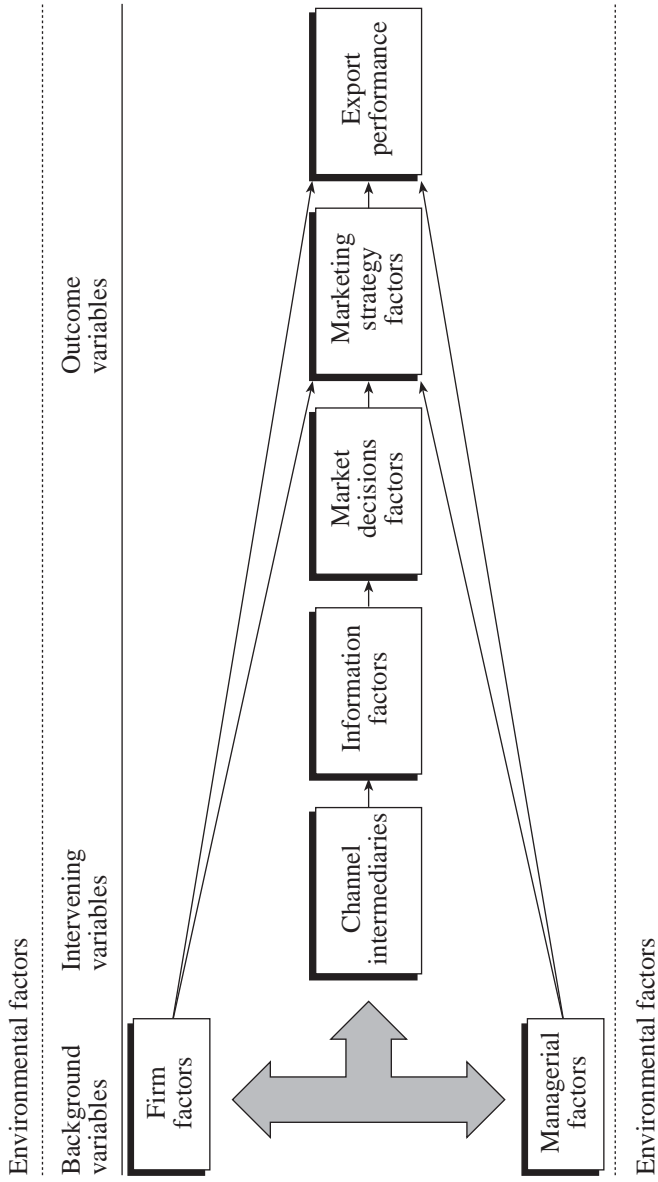 Environmental factors
Background
variables
Intervening
variables
Outcome
variables
Firm
factors
Channel
intermediaries
Information
factors
Market
decisions
factors
Marketing
strategy
factors
Export
performance
Managerial
factors
Environmental factors